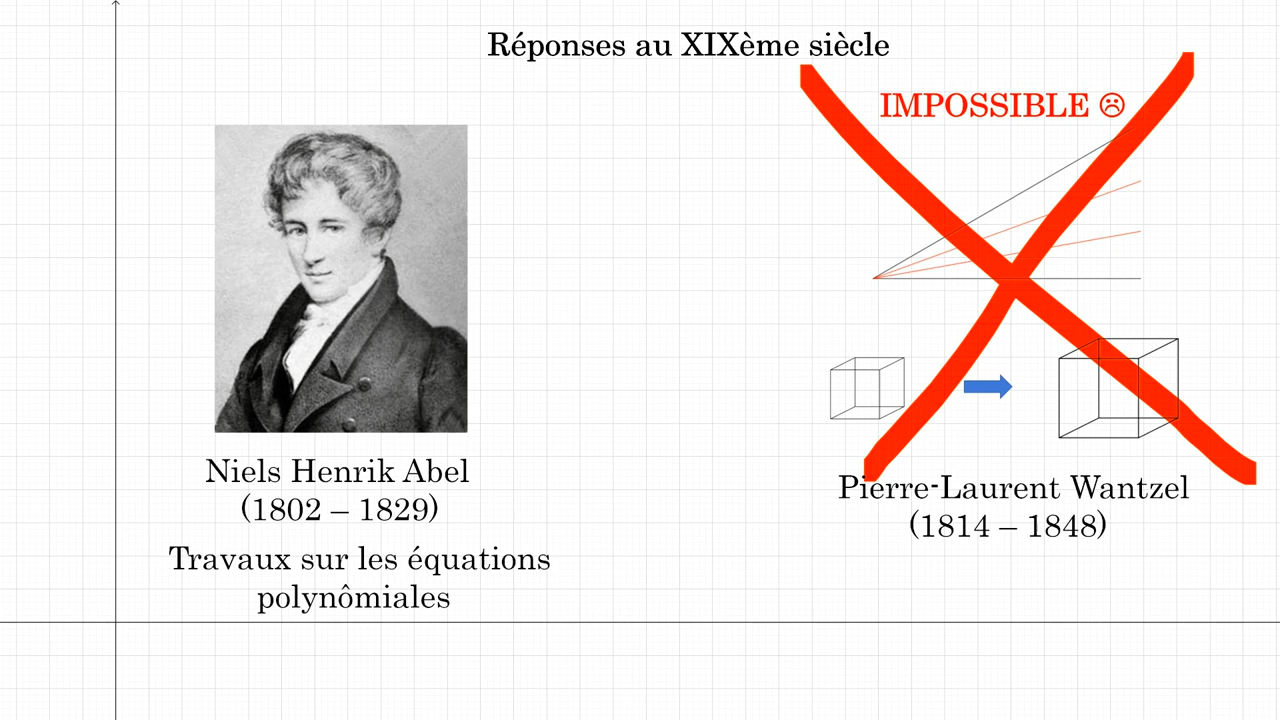 Réponses au XIXème siècle
IMPOSSIBLE ☹
Niels Henrik Abel
(1802 – 1829)
Travaux sur les équations
polynômiales
Pierre-Laurent Wantzel
(1814 – 1848)